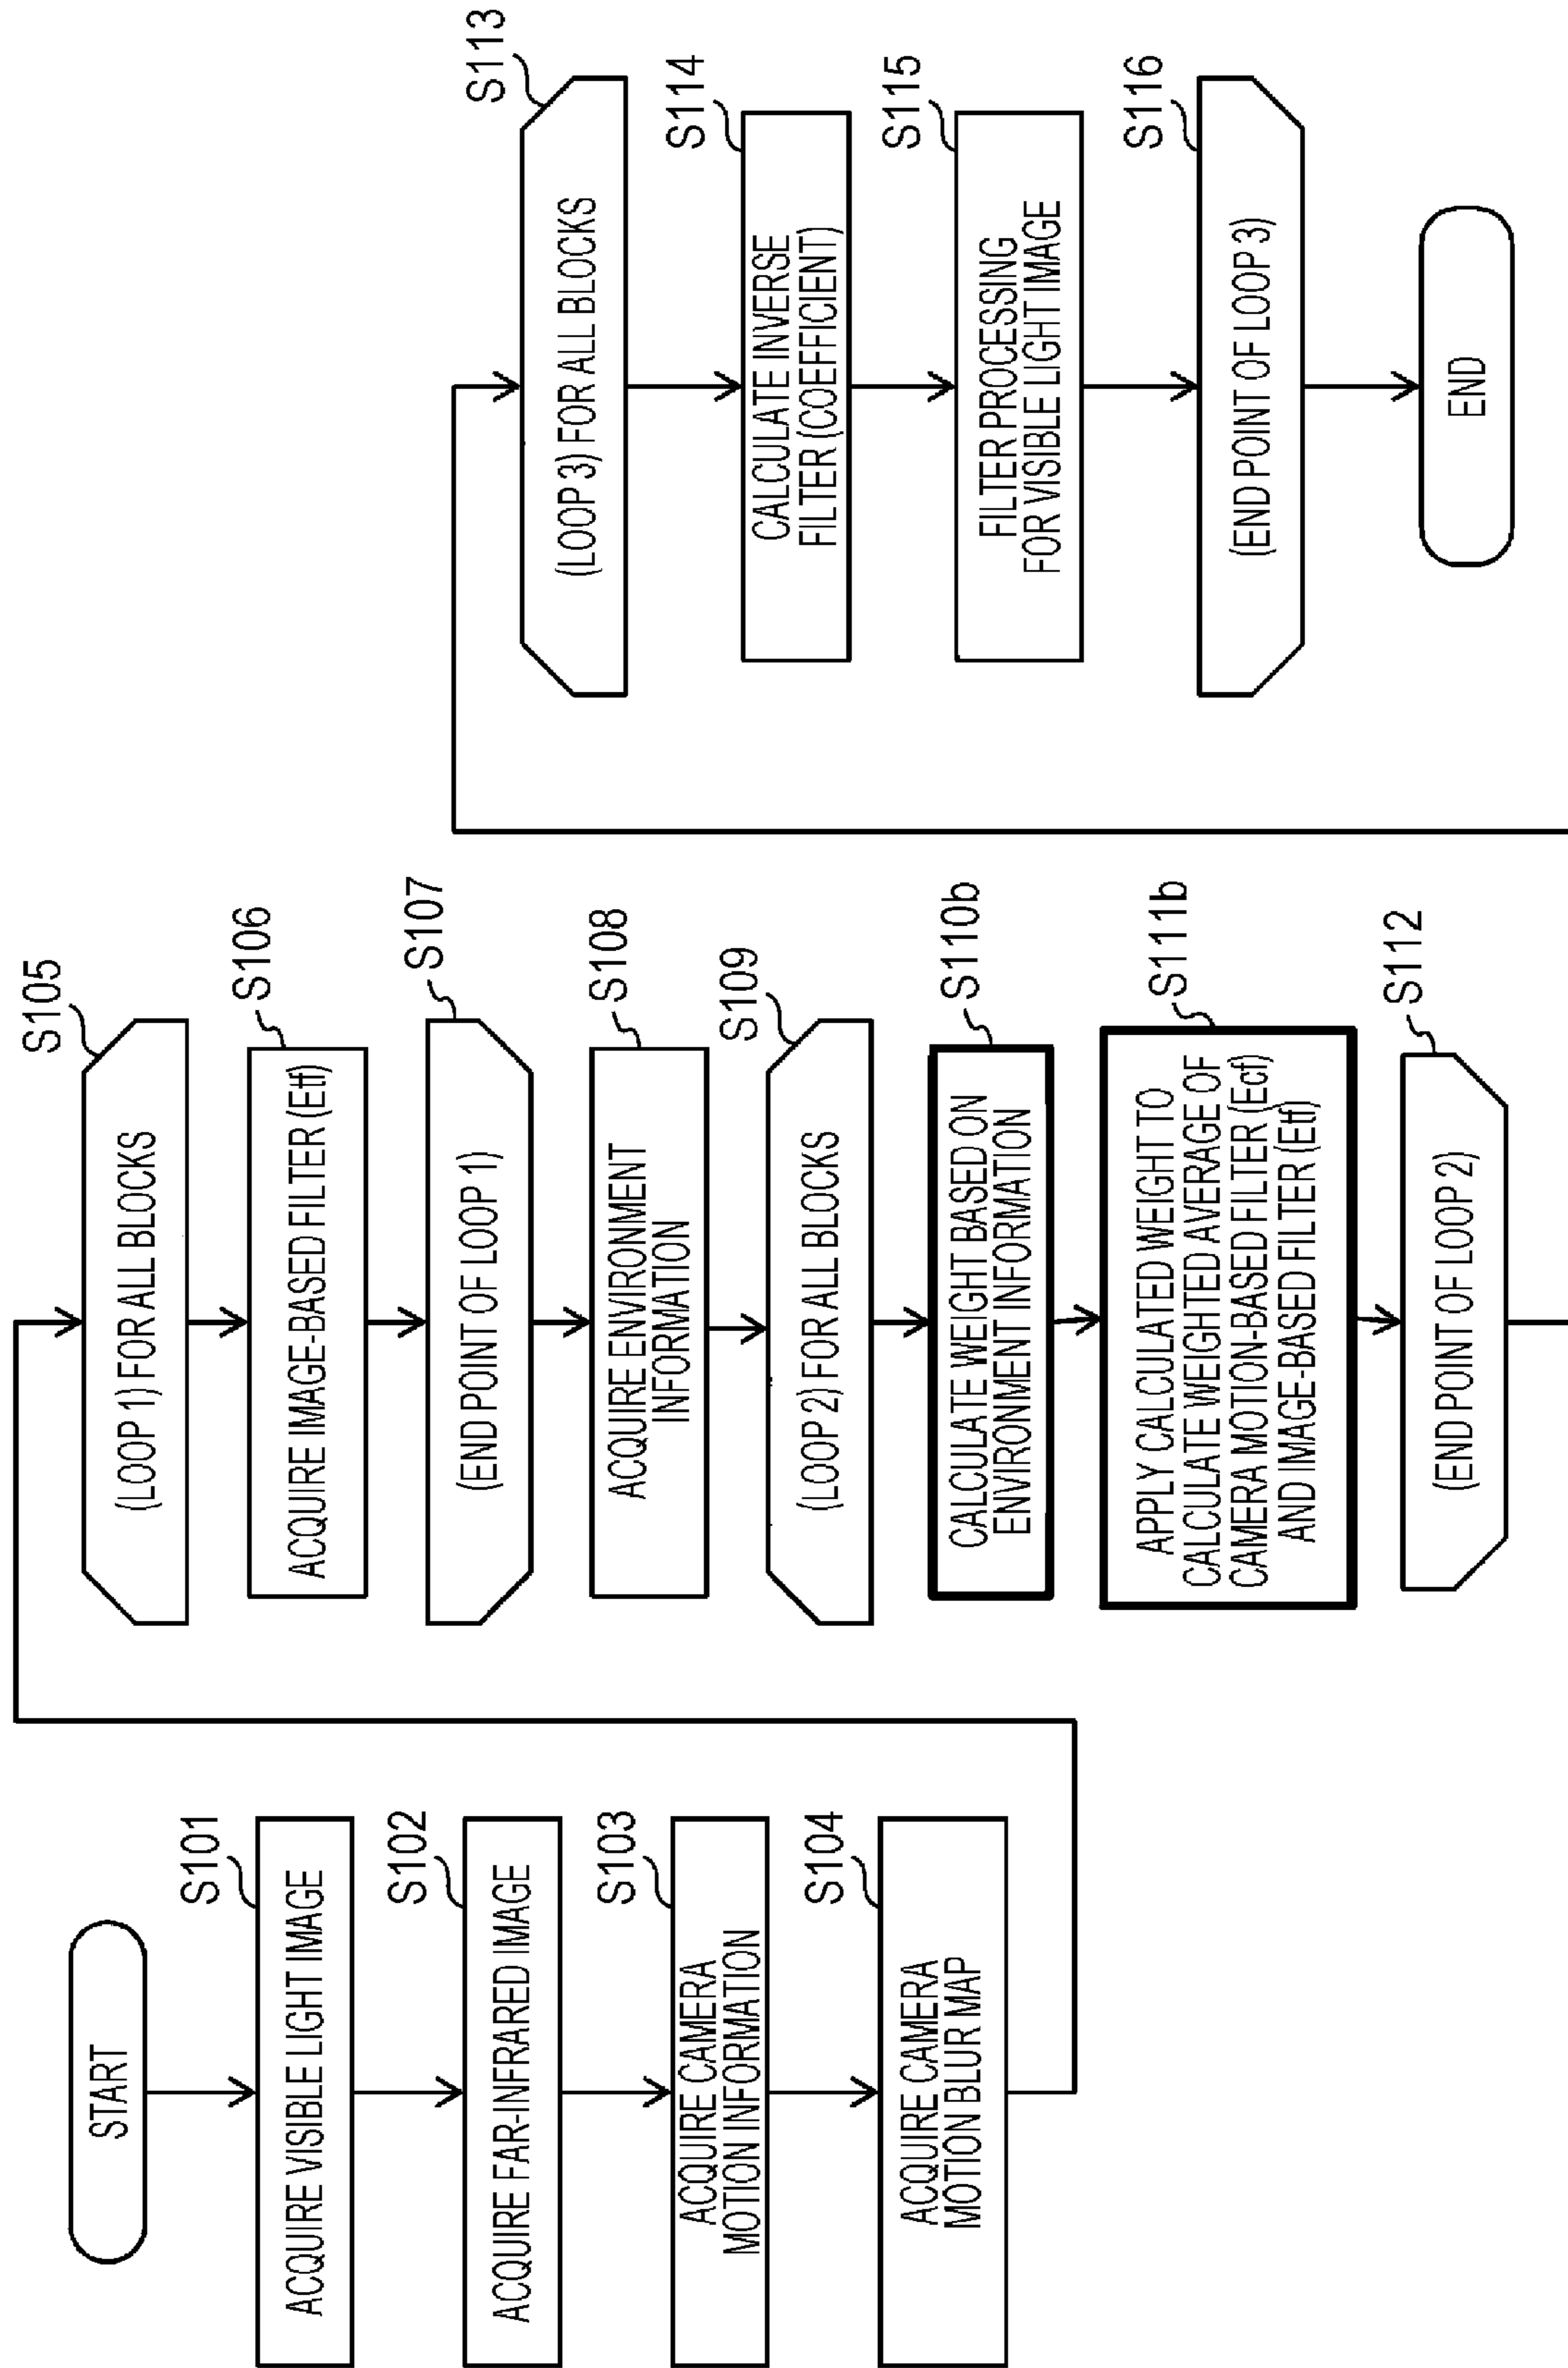 START
S101
ACQUIRE VISIBLE LIGHT IMAGE
S102
ACQUIRE FAR-INFRARED IMAGE
S103
ACQUIRE CAMERA
MOTION INFORMATION
S104
ACQUIRE CAMERA
MOTION BLUR MAP
S105
(LOOP 1) FOR ALL BLOCKS
S106
ACQUIRE IMAGE-BASED FILTER (Etf)
S107
(END POINT OF LOOP 1)
S108
ACQUIRE ENVIRONMENT
INFORMATION
S109
(LOOP 2) FOR ALL BLOCKS
S110b
CALCULATE WEIGHT BASED ON
ENVIRONMENT INFORMATION
S111b
APPLY CALCULATED WEIGHT TO
CALCULATE WEIGHTED AVERAGE OF
CAMERA MOTION-BASED FILTER (Ecf)
AND IMAGE-BASED FILTER (Etf)
S112
(END POINT OF LOOP 2)
S113
(LOOP 3) FOR ALL BLOCKS
S114
CALCULATE INVERSE
FILTER (COEFFICIENT)
S115
FILTER PROCESSING
FOR VISIBLE LIGHT IMAGE
S116
(END POINT OF LOOP 3)
END